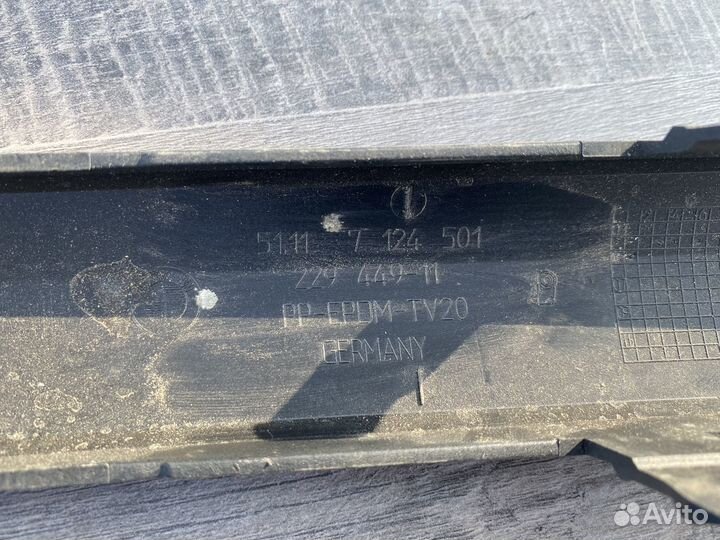 51.11 7 124 501
229 449-11
PP-EPDM-TV20
GERMANY
Avito